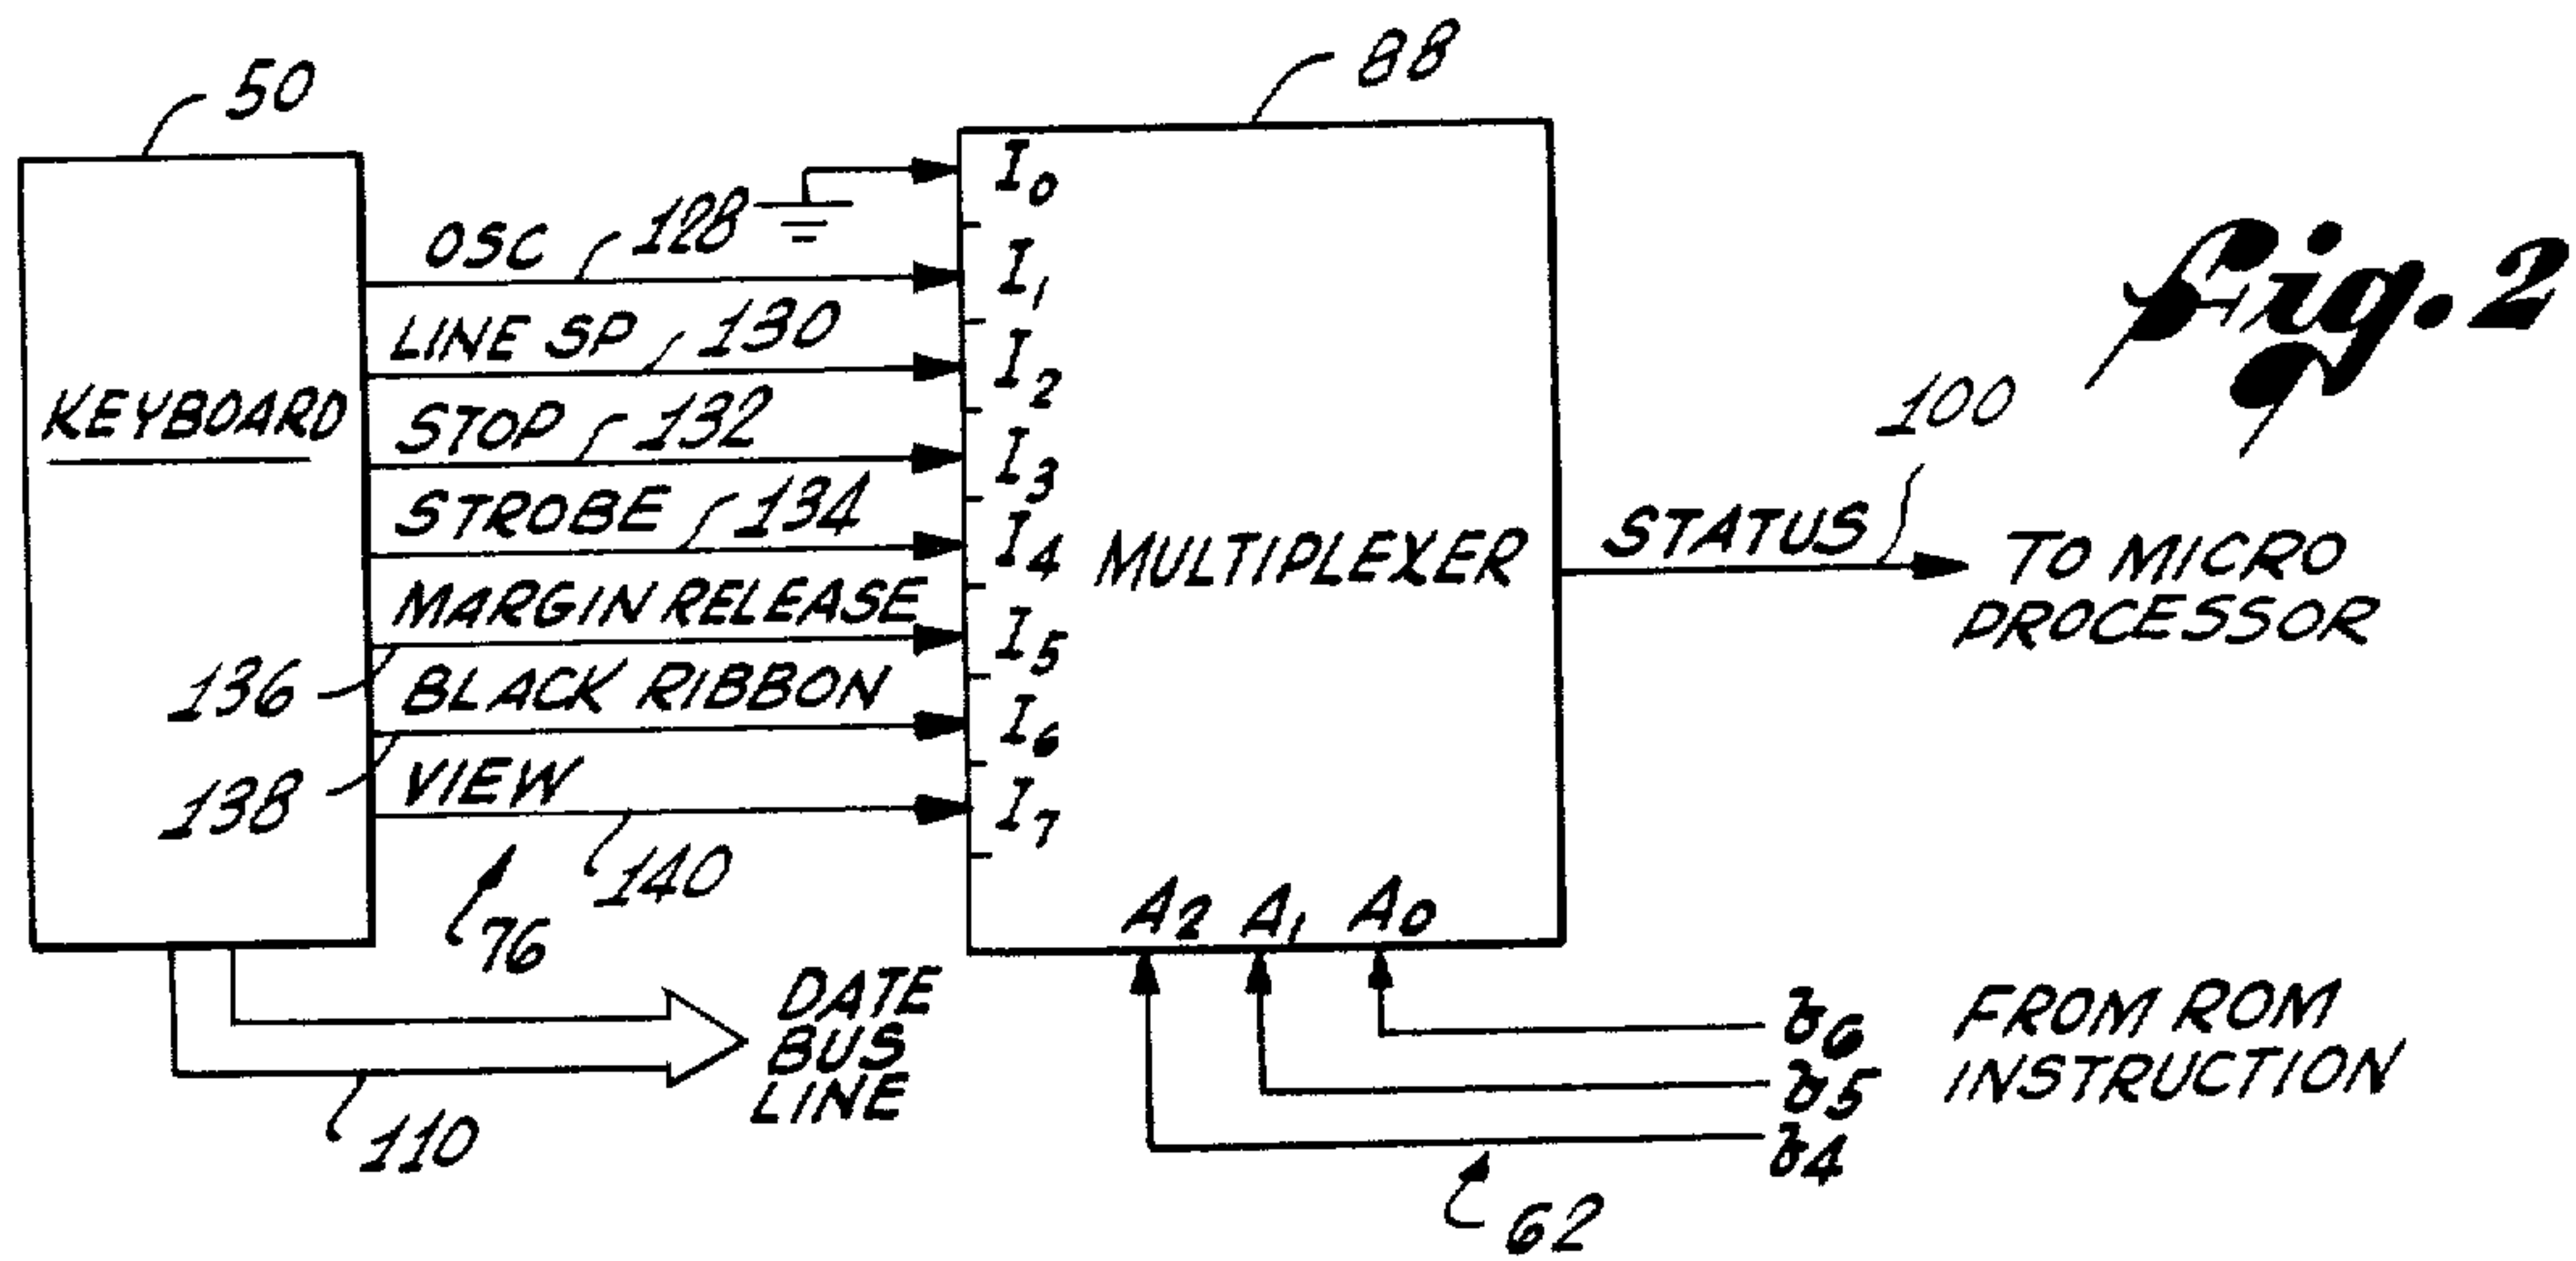 50
88
I0
OSC
128
I1
Fig. 2
LINE SP
130
I2
KEYBOARD
STOP
132
I3
100
STROBE
134
I4
MULTIPLEXER
STATUS
TO MICRO
PROCESSOR
MARGIN RELEASE
I5
136
BLACK RIBBON
I6
138
VIEW
I7
140
76
A2 A1 A0
DATE
BUS
LINE
110
b6
b5
b4
FROM ROM
INSTRUCTION
62